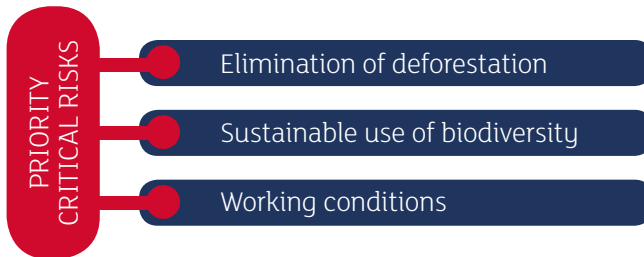 PRIORITY
CRITICAL RISKS
Elimination of deforestation
Sustainable use of biodiversity
Working conditions